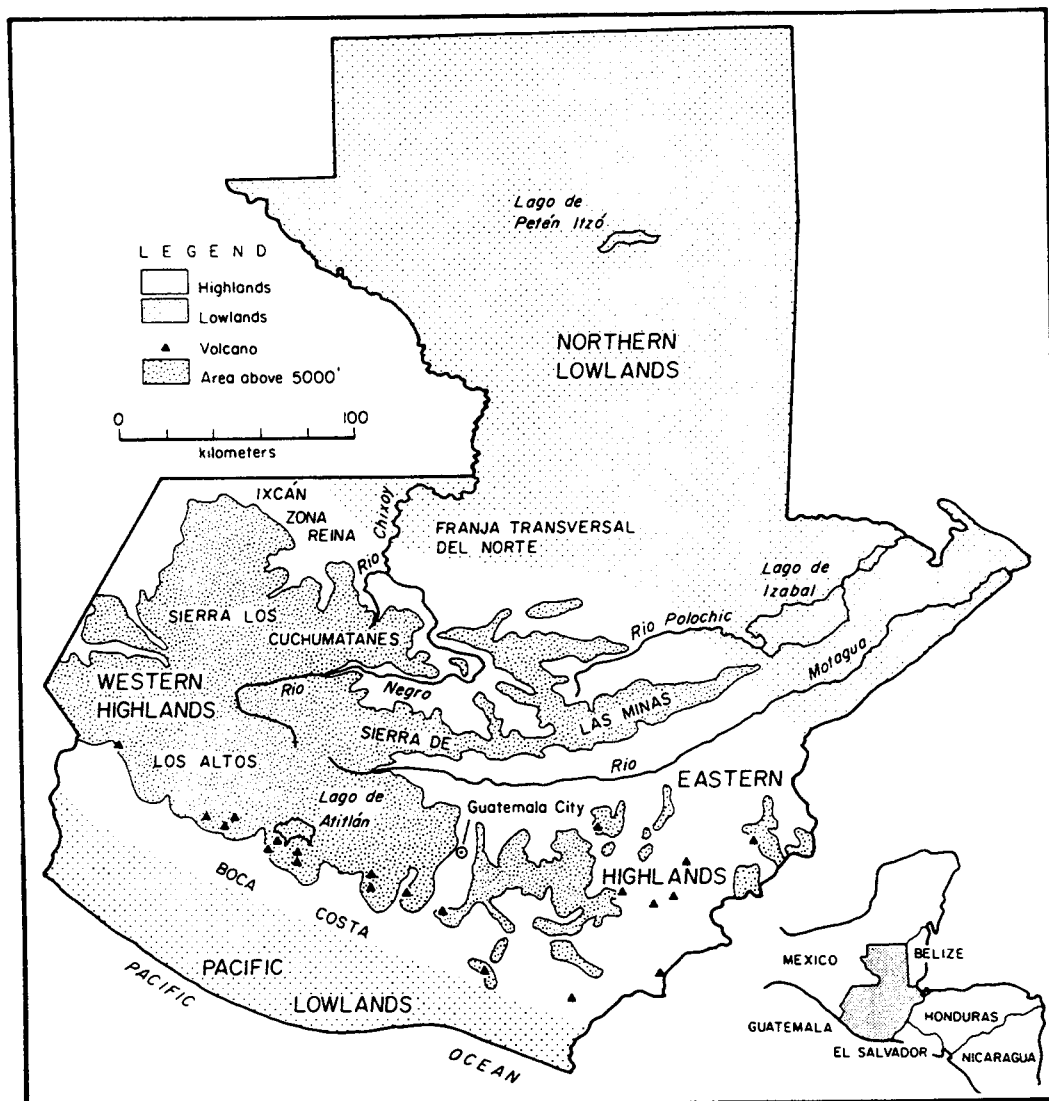 Lago de
Petén Itzó
LEGEND
Highlands
Lowlands
Volcano
Area above 5000'
0 100
kilometers
NORTHERN
LOWLANDS
IXCÁN
ZONA
REINA
Río Chixoy
FRANJA TRANSVERSAL
DEL NORTE
Lago de
Izabal
SIERRA LOS
CUCHUMATANES
Río Polochic
WESTERN
HIGHLANDS
Río Negro
SIERRA DE LAS MINAS
Río Motagua
LOS ALTOS
EASTERN
HIGHLANDS
Lago de
Atitlán
Guatemala City
BOCA
COSTA
PACIFIC
LOWLANDS
PACIFIC OCEAN
MEXICO
BELIZE
GUATEMALA
HONDURAS
EL SALVADOR
NICARAGUA